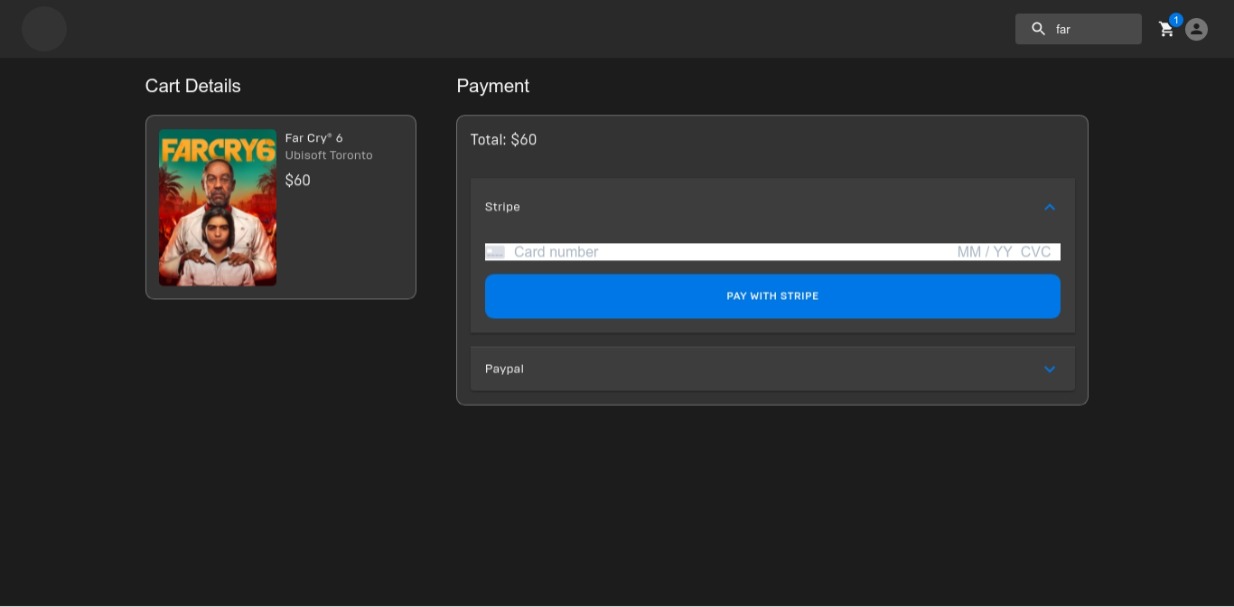 far
1
Cart Details
Payment
FARCRY6
Far Cry® 6
Ubisoft Toronto
$60
Total: $60
Stripe
Card number
MM / YY CVC
PAY WITH STRIPE
Paypal